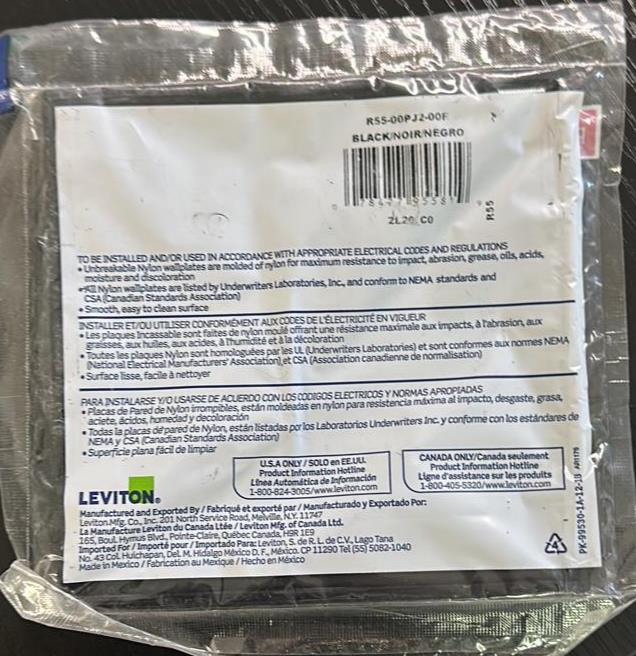 R55-00PJ2-00F
BLACK/NOIR/NEGRO
R55
2L20 CO
TO BE INSTALLED AND/OR USED IN ACCORDANCE WITH APPROPRIATE ELECTRICAL CODES AND REGULATIONS
• Unbreakable Nylon wallplates are molded of nylon for maximum resistance to impact, abrasion, grease, oils, acids,
moisture and discoloration
• All Nylon wallplates are listed by Underwriters Laboratories, Inc., and conform to NEMA standards and
CSA (Canadian Standards Association)
• Smooth, easy to clean surface
INSTALLER ET/OU UTILISER CONFORMÉMENT AUX CODES DE L'ÉLECTRICITÉ EN VIGUEUR
• Les plaques Incassable sont faites de nylon moulé offrant une résistance maximale aux impacts, à l'abrasion, aux
graisses, aux huiles, aux acides, à l'humidité et à la décoloration
• Toutes les plaques Nylon sont homologuées par les UL (Underwriters Laboratories) et sont conformes aux normes NEMA
(National Electrical Manufacturers' Association) et CSA (Association canadienne de normalisation)
• Surface lisse, facile à nettoyer
PARA INSTALARSE Y/O USARSE DE ACUERDO CON LOS CODIGOS ELECTRICOS Y NORMAS APROPIADAS
• Placas de Pared de Nylon irrompibles, están moldeadas en nylon para resistencia máxima al impacto, desgaste, grasa,
aciete, ácidos, humedad y decoloración
• Todas la placas de pared de Nylon, están listadas por los Laboratorios Underwriters Inc. y conforme con los estándares de
NEMA y CSA (Canadian Standards Association)
• Superficie plana fácil de limpiar
U.S.A ONLY / SOLO en EE.UU.
Product Information Hotline
Línea Automática de Información
1-800-824-3005/www.leviton.com
CANADA ONLY/Canada seulement
Product Information Hotline
Ligne d'assistance sur les produits
1-800-405-5320/www.leviton.com
LEVITON®
Manufactured and Exported By / Fabriqué et exporté par / Manufacturado y Exportado Por:
Leviton Mfg. Co., Inc. 201 North Service Road, Melville, N.Y. 11747
La Manufacture Leviton du Canada Ltée / Leviton Mfg. of Canada Ltd.
165, Boul. Hymus Blvd., Pointe-Claire, Québec Canada, H9R 1E9
Imported For / Importé pour / Importado Para: Leviton, S. de R.L. de C.V., Lago Tana
No. 43 Col. Huichapan, Del. M. Hidalgo México D. F., México. CP 11290 Tel (55) 5082-1040
Made in Mexico / Fabrication au Mexique / Hecho en México
PK-99530-1A-12-18